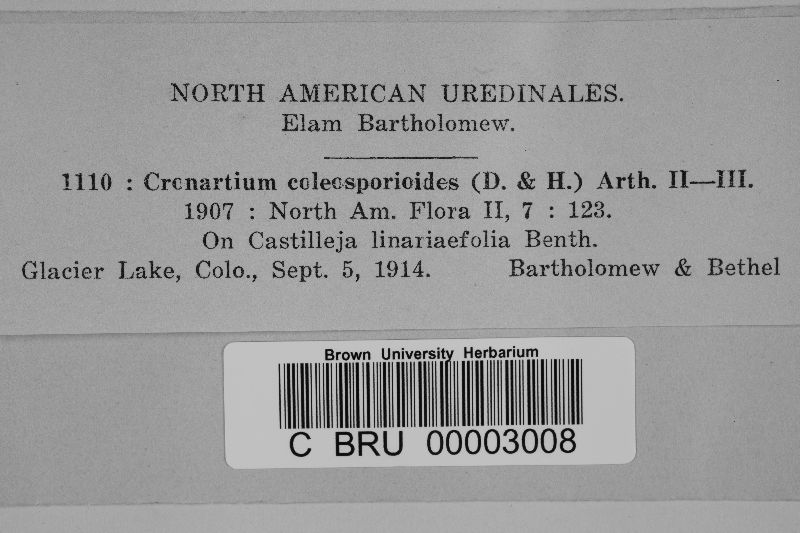 NORTH AMERICAN UREDINALES.
Elam Bartholomew.
1110 : Cronartium coleosporioides (D. & H.) Arth. II—III.
1907 : North Am. Flora II, 7 : 123.
On Castilleja linariaefolia Benth.
Glacier Lake, Colo., Sept. 5, 1914. Bartholomew & Bethel
Brown University Herbarium
C BRU 00003008